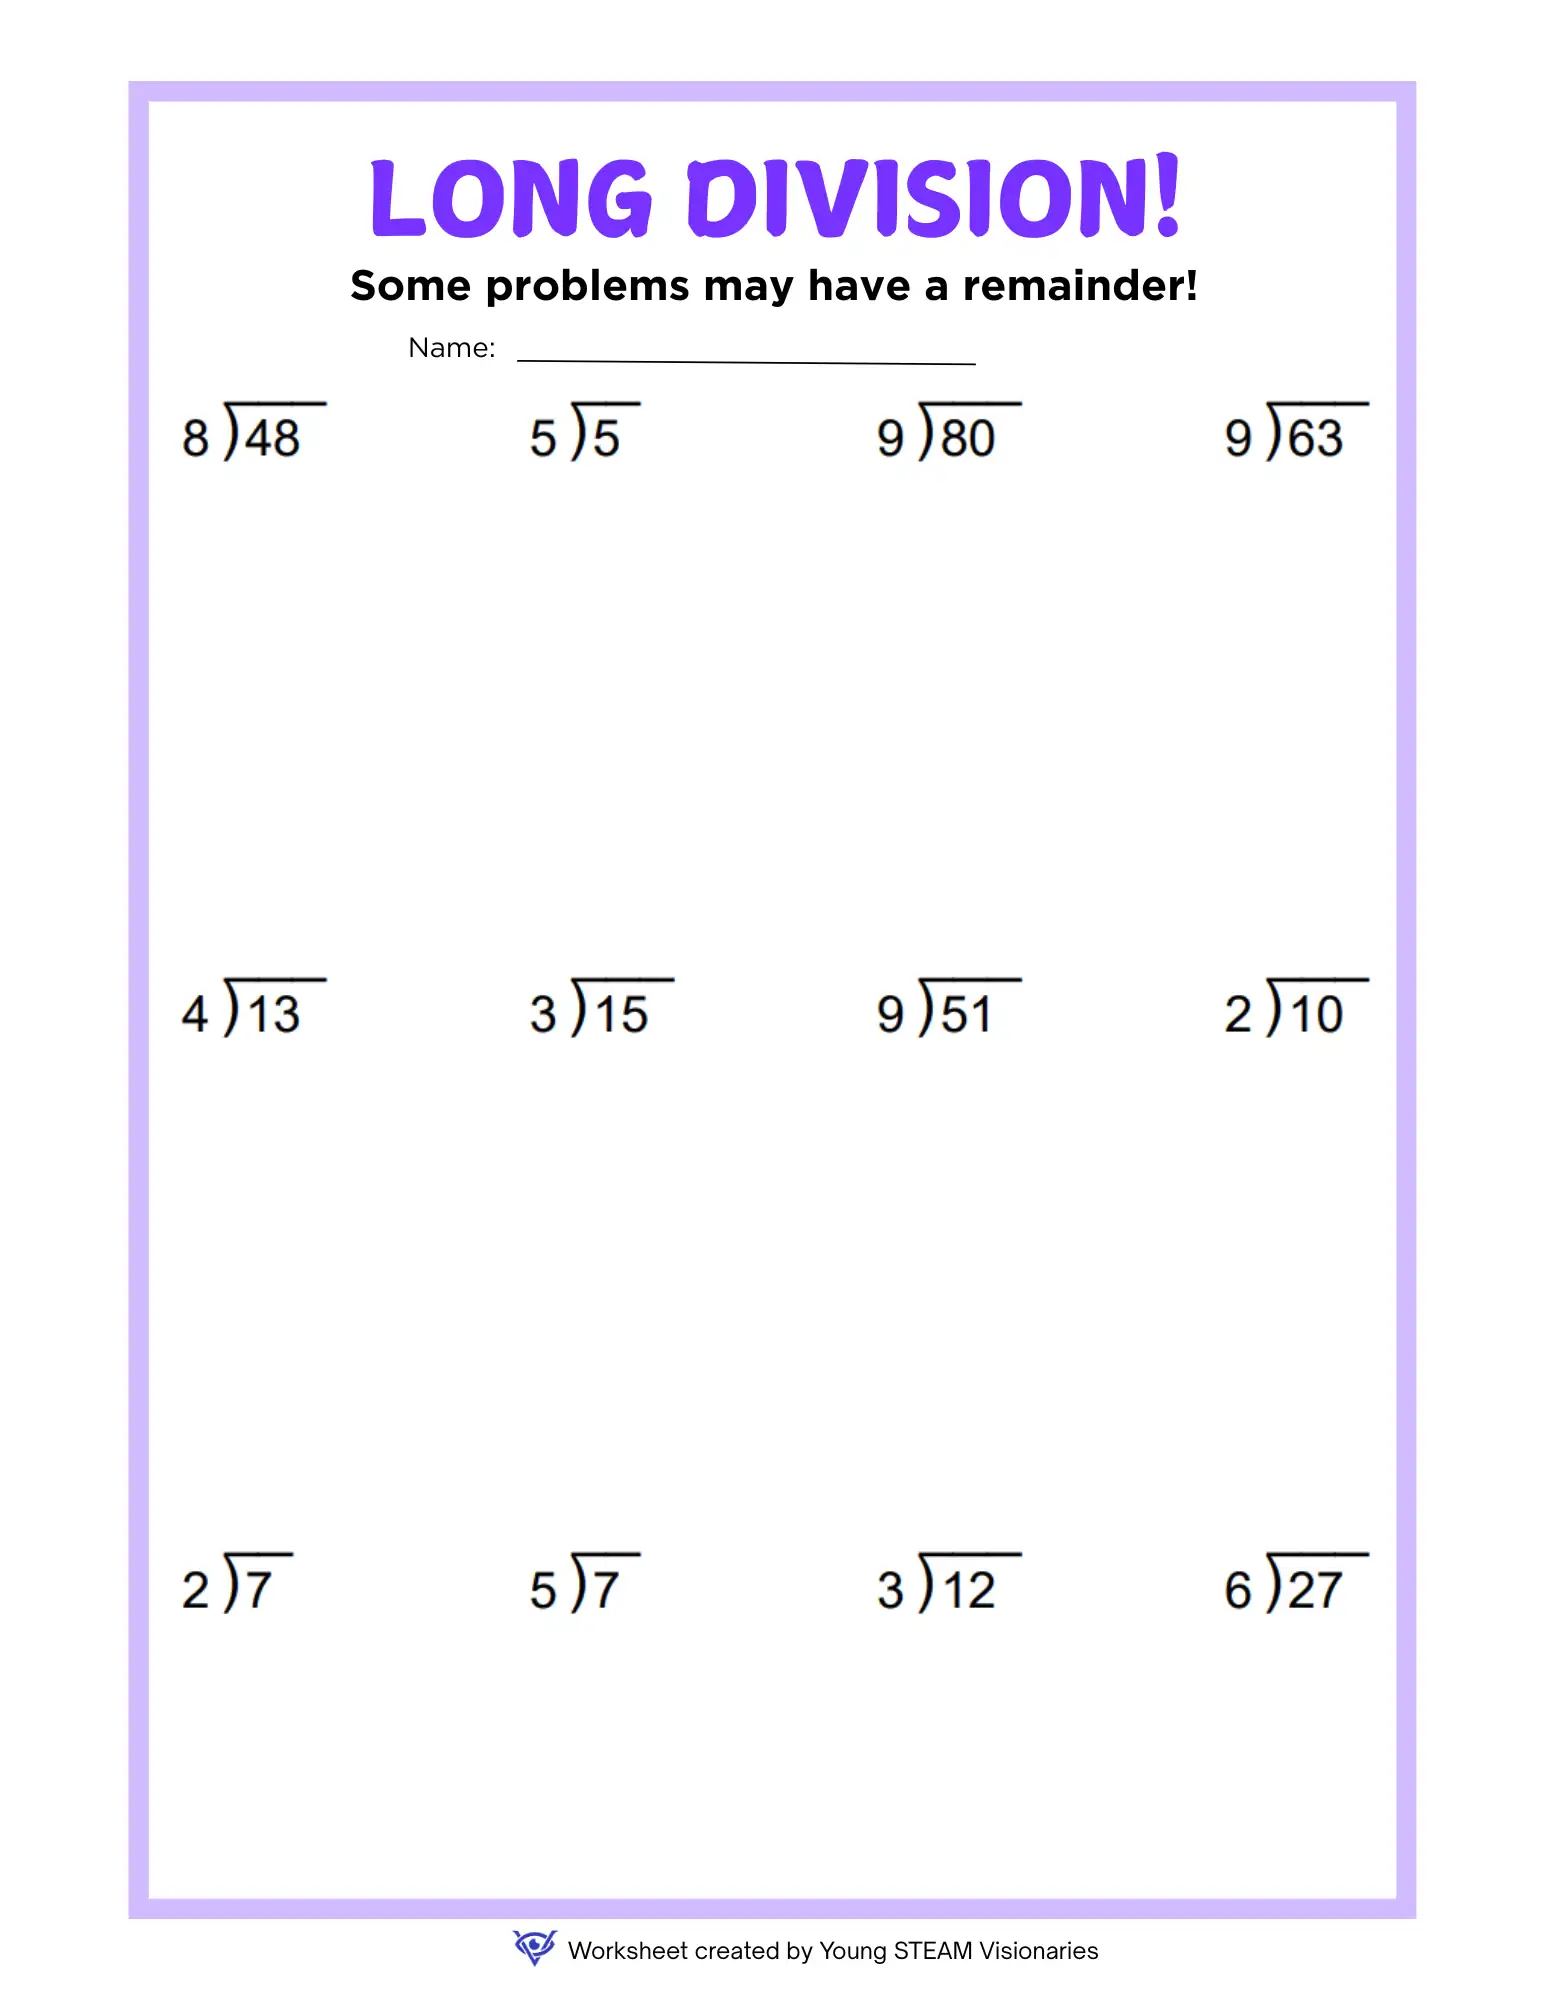 LONG DIVISION!
Some problems may have a remainder!
Name:
8)48 5)5 9)80 9)63
4)13 3)15 9)51 2)10
2)7 5)7 3)12 6)27
Worksheet created by Young STEAM Visionaries